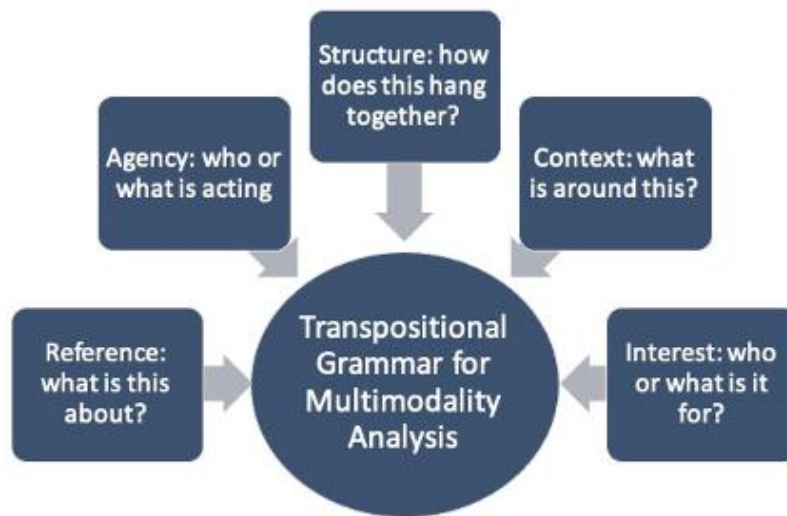 Structure: how
does this hang
together?
Agency: who or
what is acting
Context: what
is around this?
Reference:
what is this
about?
Transpositional
Grammar for
Multimodality
Analysis
Interest: who
or what is it
for?